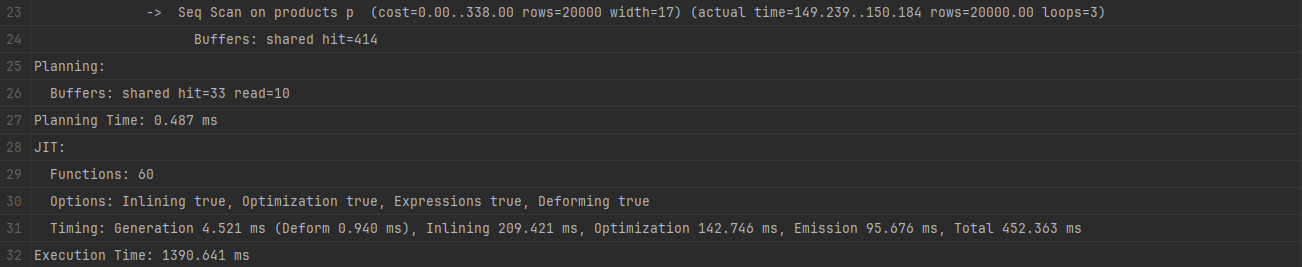 23 -> Seq Scan on products p (cost=0.00..338.00 rows=20000 width=17) (actual time=149.239..150.184 rows=20000.00 loops=3)
24 Buffers: shared hit=414
25 Planning:
26 Buffers: shared hit=33 read=10
27 Planning Time: 0.487 ms
28 JIT:
29 Functions: 60
30 Options: Inlining true, Optimization true, Expressions true, Deforming true
31 Timing: Generation 4.521 ms (Deform 0.940 ms), Inlining 209.421 ms, Optimization 142.746 ms, Emission 95.676 ms, Total 452.363 ms
32 Execution Time: 1390.641 ms